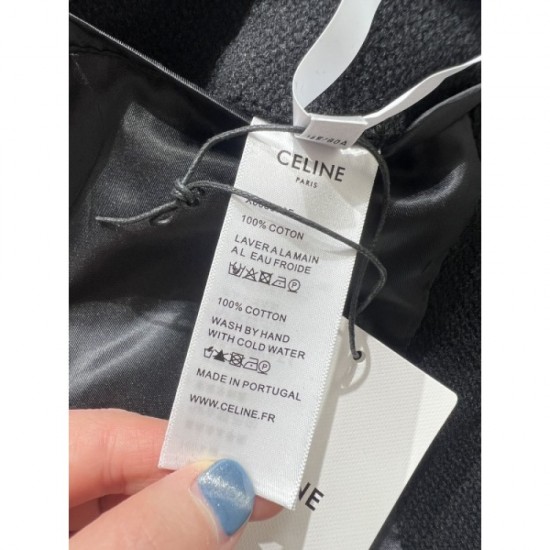 CELINE
PARIS
100% COTON
LAVER A LA MAIN
A L EAU FROIDE
100% COTTON
WASH BY HAND
WITH COLD WATER
MADE IN PORTUGAL
WWW.CELINE.FR
NE